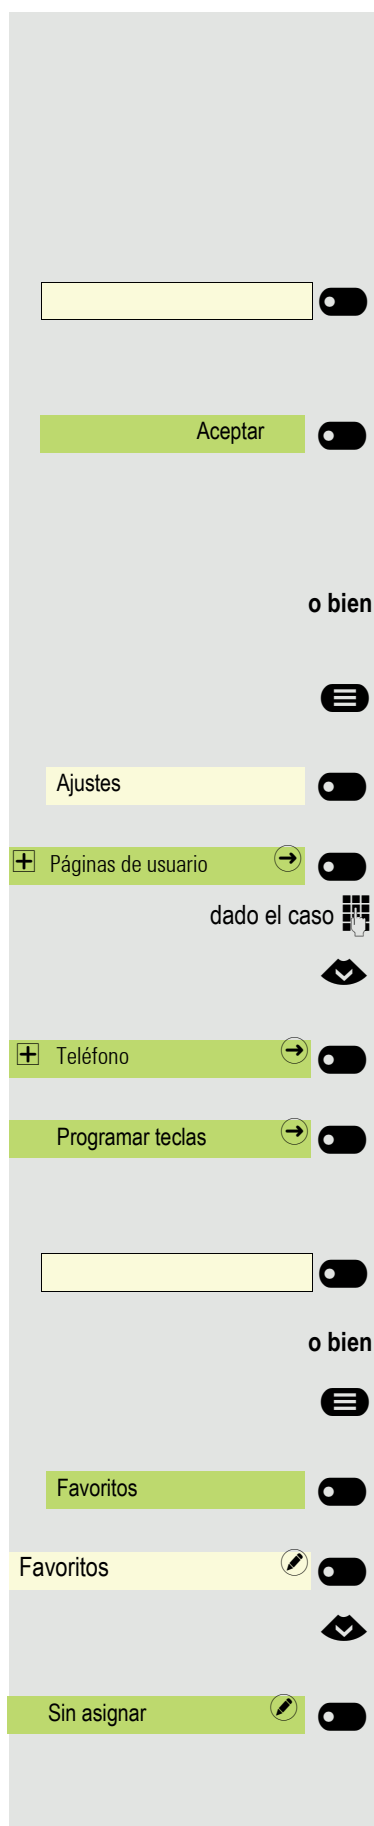 Aceptar
o bien
Ajustes
Páginas de usuario
dado el caso
Teléfono
Programar teclas
o bien
Favoritos
Favoritos
Sin asignar